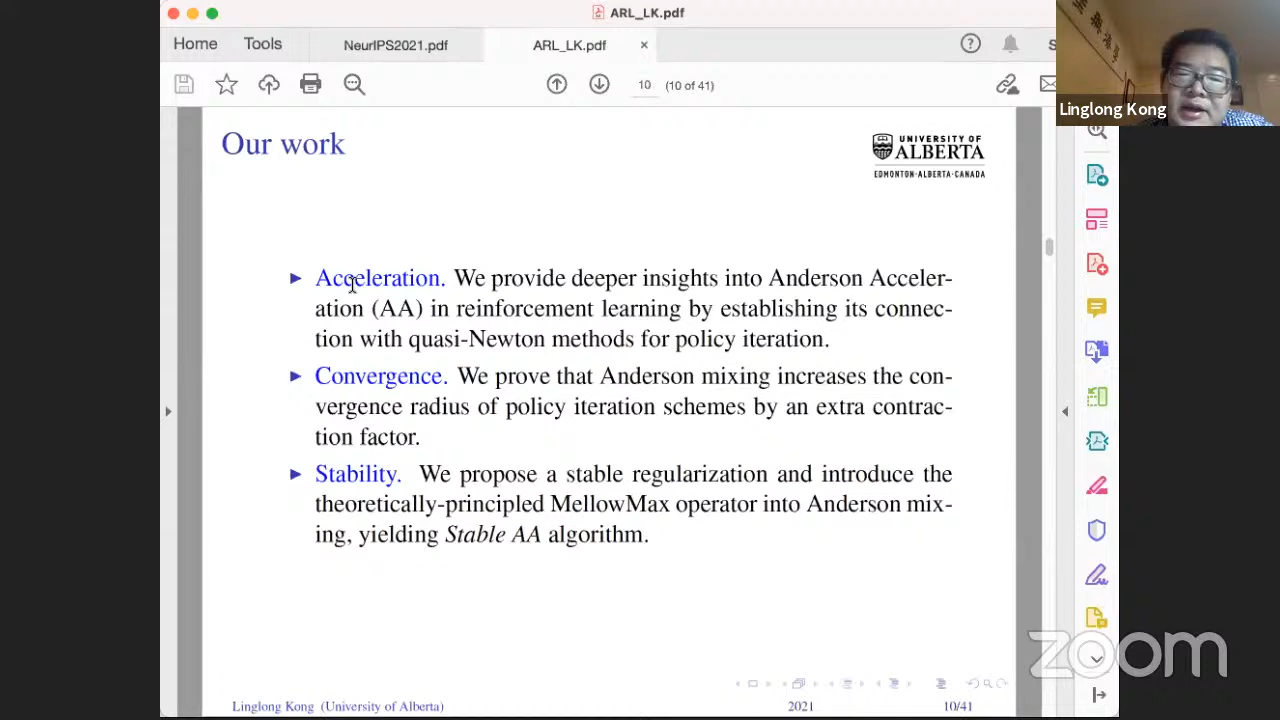 ARL_LK.pdf
Home
Tools
NeurIPS2021.pdf
ARL_LK.pdf
10
(10 of 41)
Linglong Kong
Our work
UNIVERSITY OF
ALBERTA
EDMONTON·ALBERTA·CANADA
Acceleration. We provide deeper insights into Anderson Acceler-
ation (AA) in reinforcement learning by establishing its connec-
tion with quasi-Newton methods for policy iteration.
Convergence. We prove that Anderson mixing increases the con-
vergence radius of policy iteration schemes by an extra contrac-
tion factor.
Stability. We propose a stable regularization and introduce the
theoretically-principled MellowMax operator into Anderson mix-
ing, yielding Stable AA algorithm.
zoom
Linglong Kong (University of Alberta)
2021
10/41